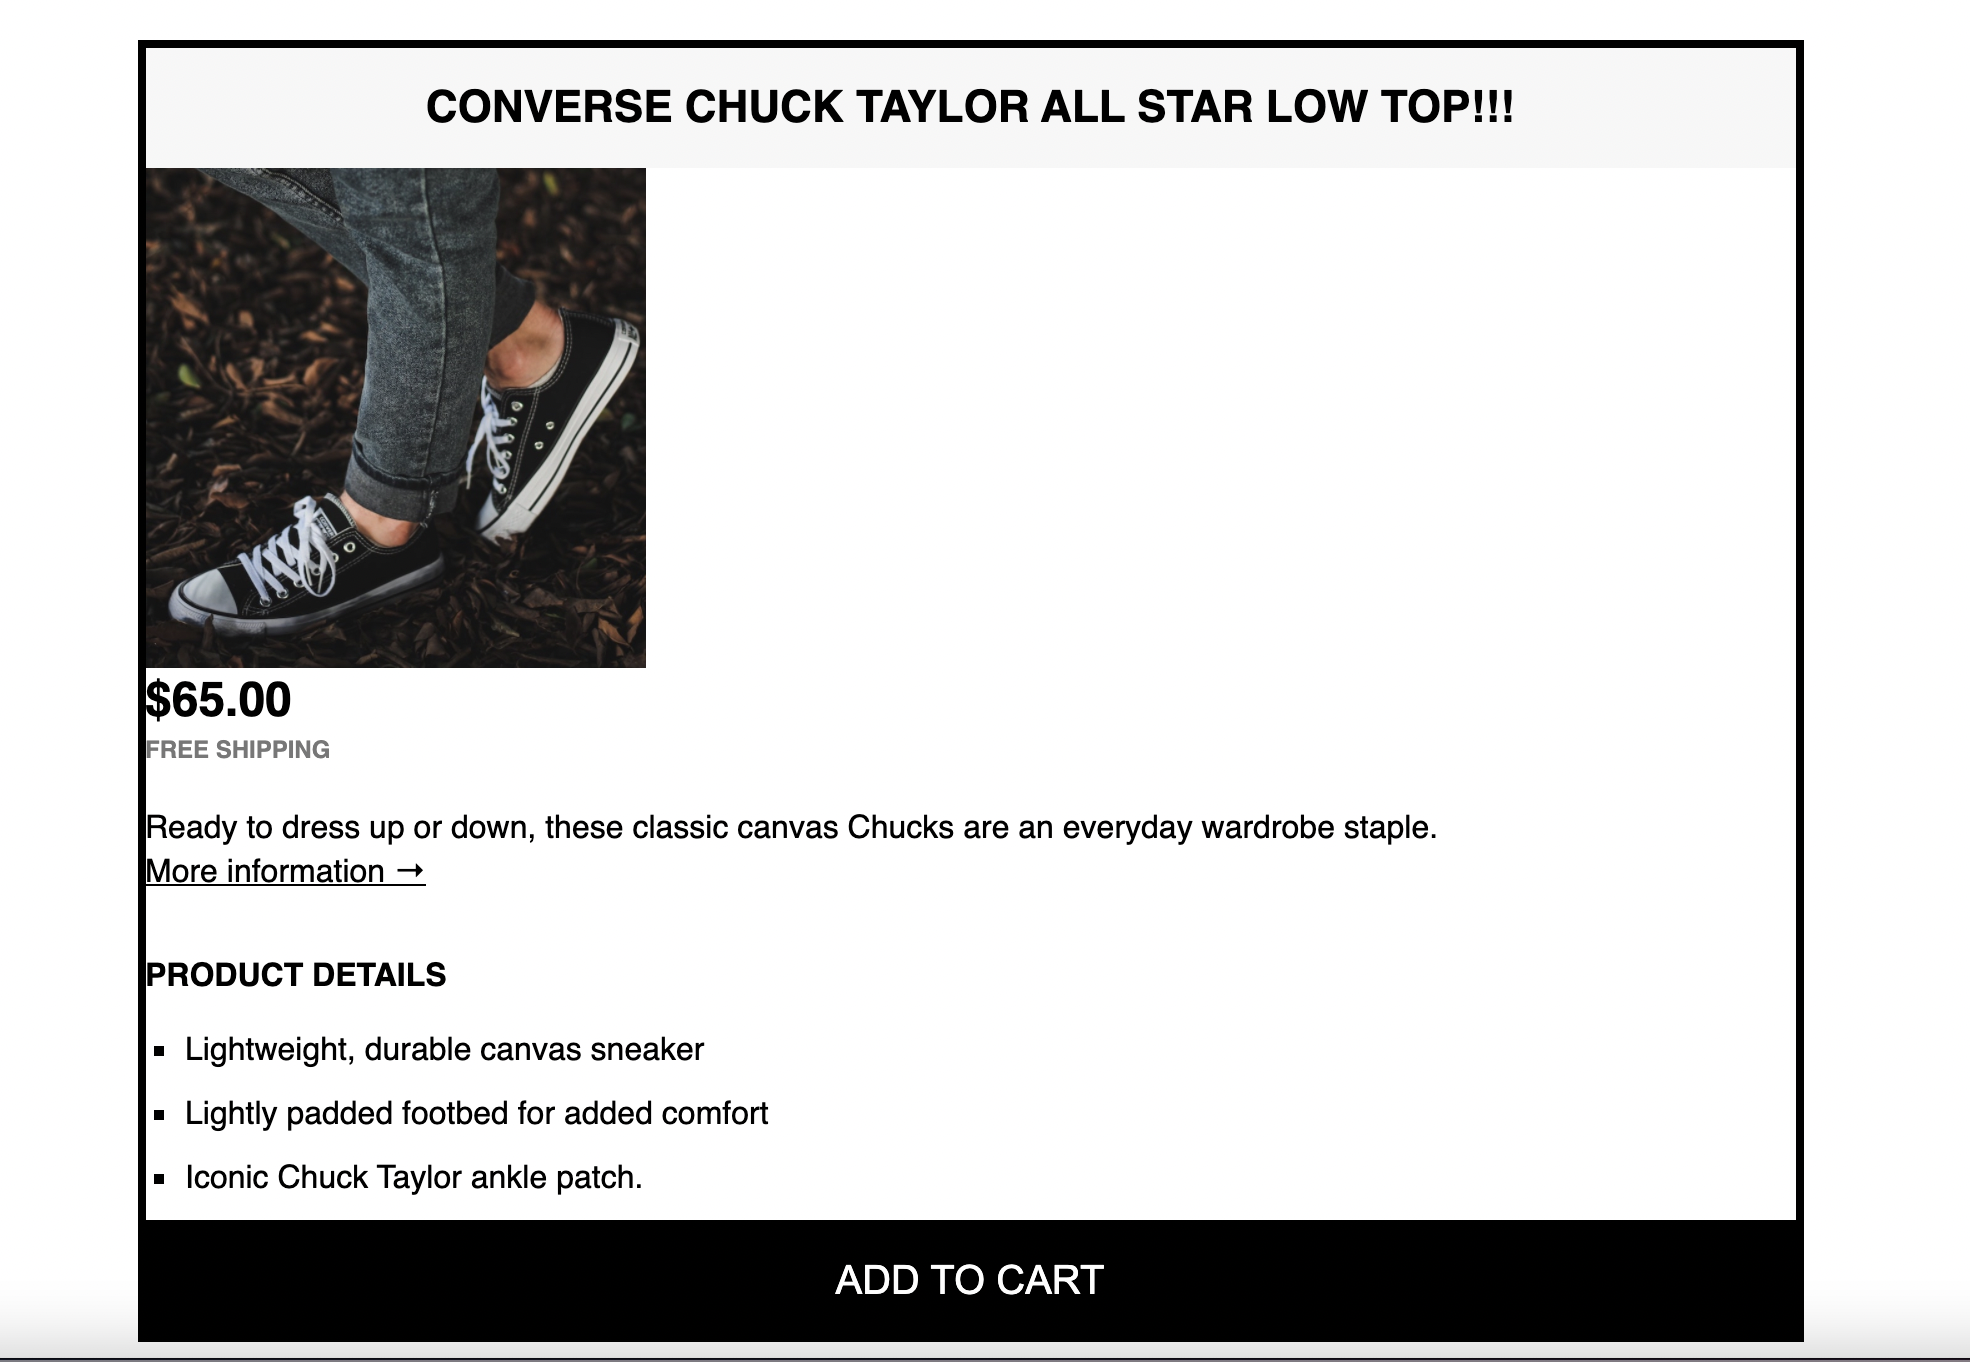 CONVERSE CHUCK TAYLOR ALL STAR LOW TOP!!!
$65.00
FREE SHIPPING
Ready to dress up or down, these classic canvas Chucks are an everyday wardrobe staple.
More information →
PRODUCT DETAILS
▪ Lightweight, durable canvas sneaker
▪ Lightly padded footbed for added comfort
▪ Iconic Chuck Taylor ankle patch.
ADD TO CART